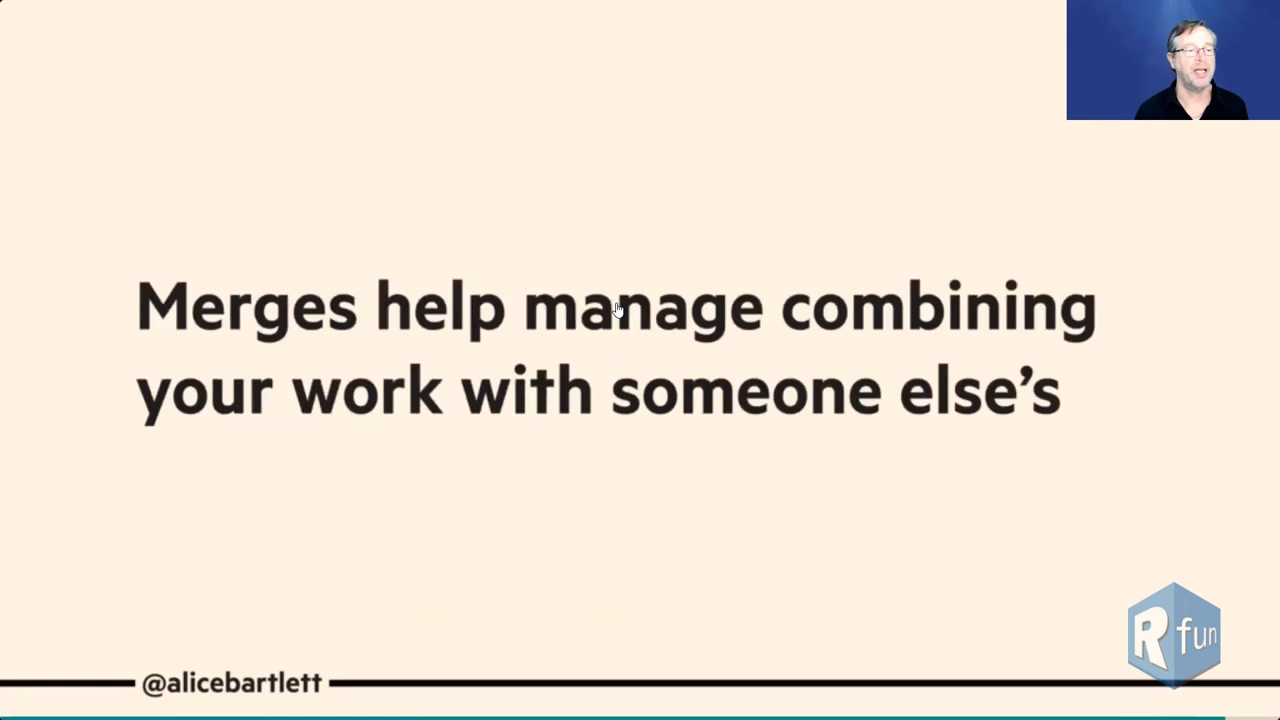 Merges help manage combining
your work with someone else’s
R fun
@alicebartlett